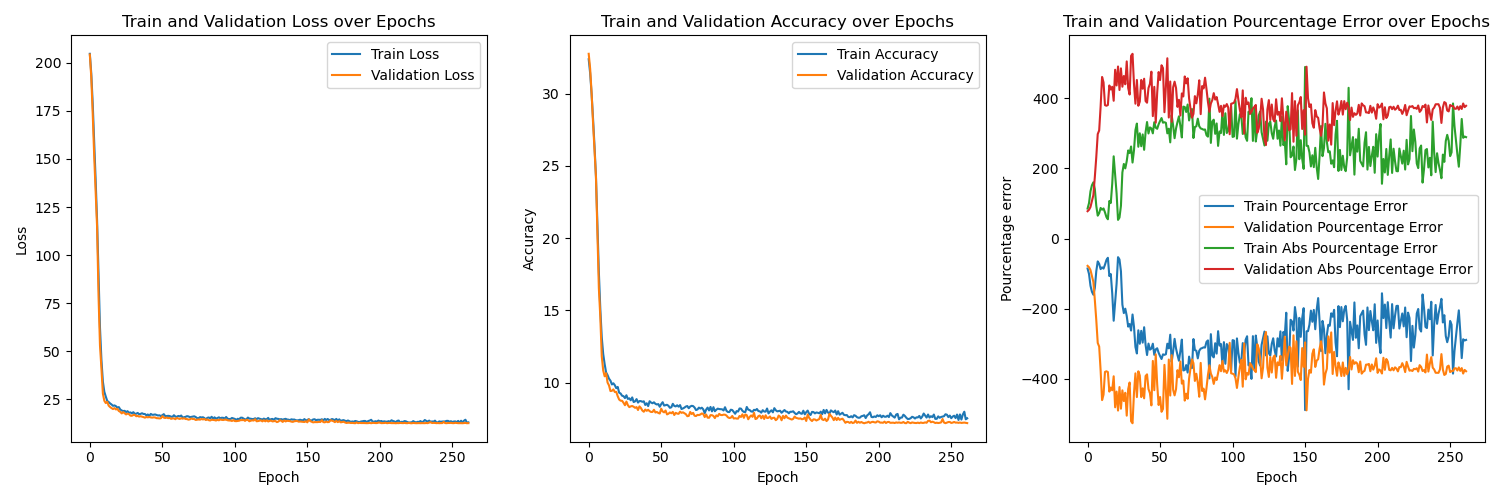 Train and Validation Loss over Epochs
Train Loss
Validation Loss
200
175
150
125
100
75
50
25
Loss
0
50
100
150
200
250
Epoch
Train and Validation Accuracy over Epochs
Train Accuracy
Validation Accuracy
30
25
20
15
10
Accuracy
0
50
100
150
200
250
Epoch
Train and Validation Pourcentage Error over Epochs
400
200
0
−200
−400
Pourcentage error
Train Pourcentage Error
Validation Pourcentage Error
Train Abs Pourcentage Error
Validation Abs Pourcentage Error
0
50
100
150
200
250
Epoch